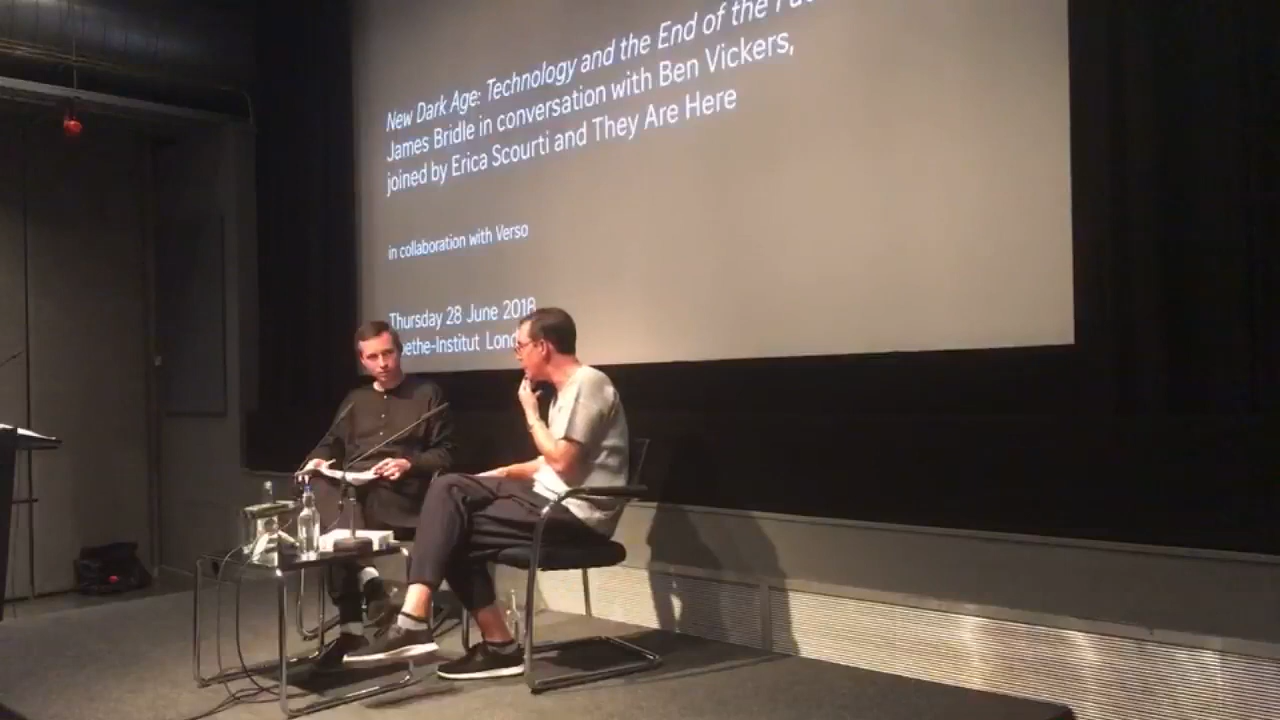 New Dark Age: Technology and the End of the
James Bridle in conversation with Ben Vickers,
joined by Erica Scourti and They Are Here
in collaboration with Verso
Thursday 28 June 2018